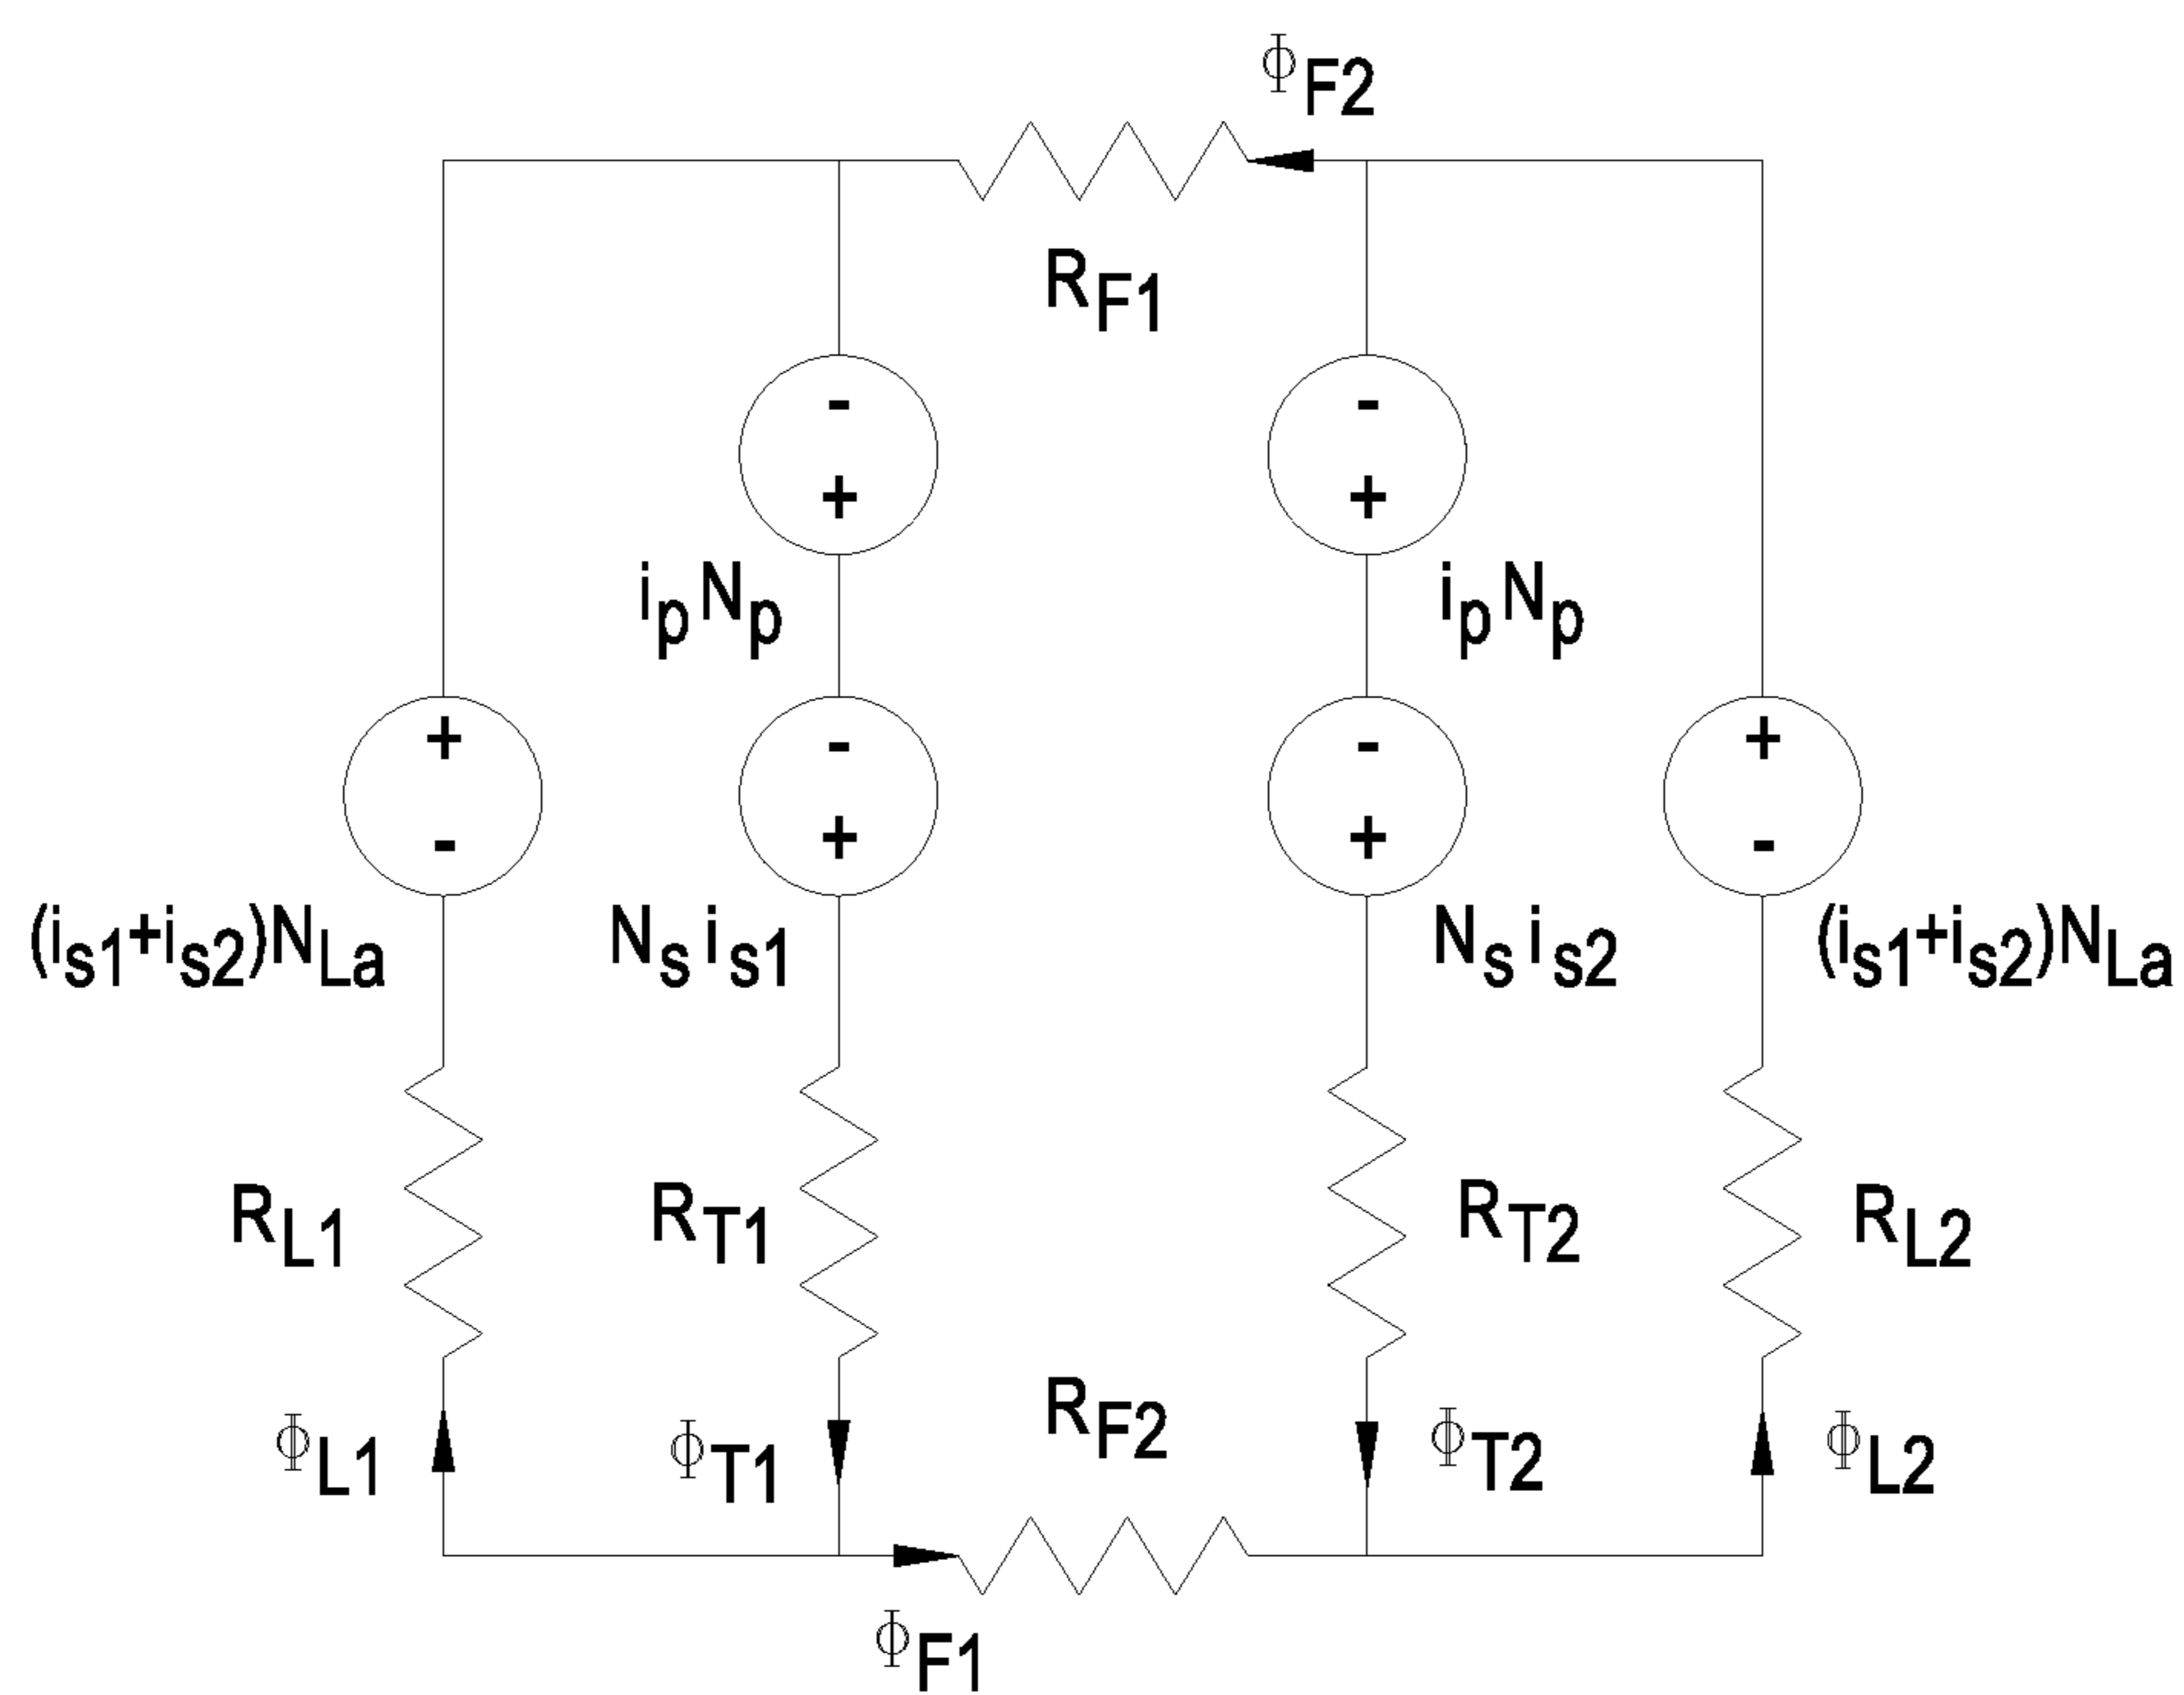 ΦF2
RF1
-
-
+
+
ipNp
ipNp
+
-
-
+
-
+
+
-
(is1+is2)NLa
Nsis1
Nsis2
(is1+is2)NLa
RL1
RT1
RT2
RL2
RF2
ΦL1
ΦT1
ΦT2
ΦL2
ΦF1